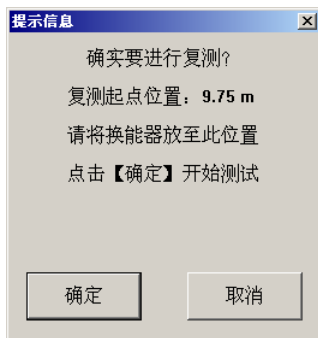 提示信息
确实要进行复测?
复测起点位置：9.75 m
请将换能器放至此位置
点击【确定】开始测试
确定
取消